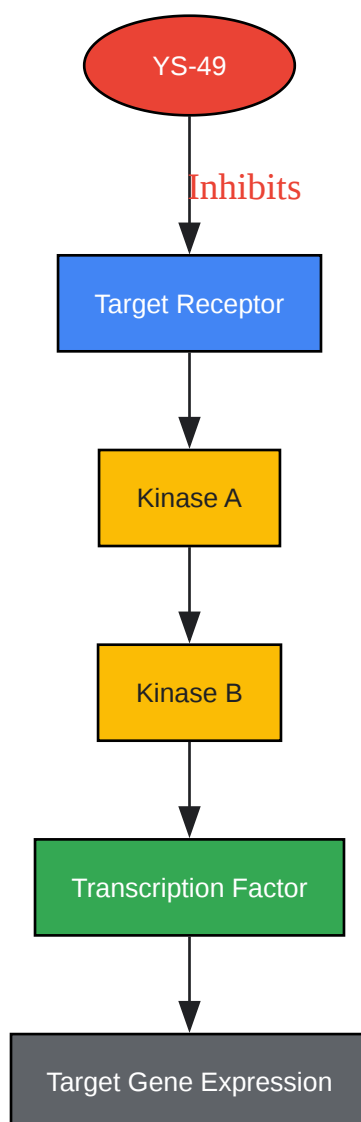 YS-49
Inhibits
Target Receptor
Kinase A
Kinase B
Transcription Factor
Target Gene Expression